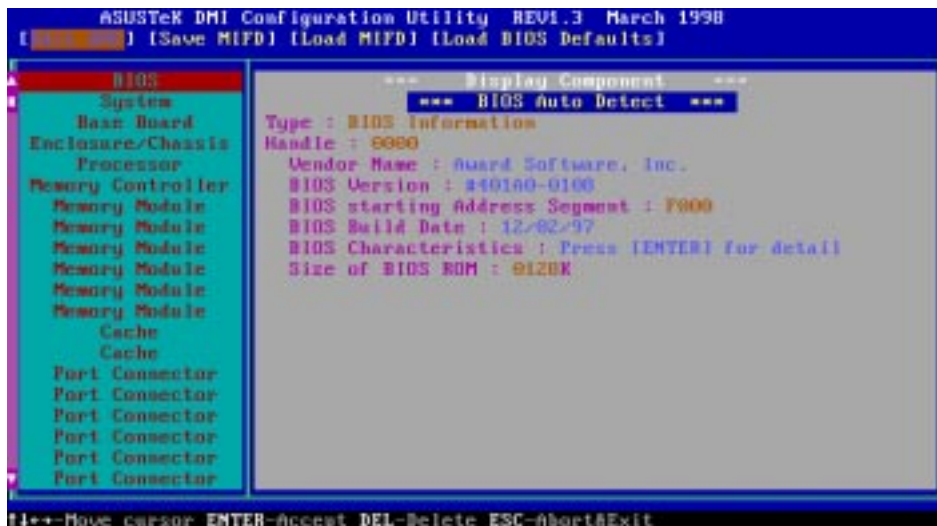 ASUSTeK DMI Configuration Utility REV1.3 March 1998
[ ] [Save MIFD] [Load MIFD] [Load BIOS Defaults]
BIOS
System
Base Board
Enclosure/Chassis
Processor
Memory Controller
Memory Module
Memory Module
Memory Module
Memory Module
Memory Module
Memory Module
Cache
Cache
Port Connector
Port Connector
Port Connector
Port Connector
Port Connector
Port Connector
*** Display Component ***
*** BIOS Auto Detect ***
Type : BIOS Information
Handle : 0000
Vendor Name : Award Software, Inc.
BIOS Version : #401A0-0108
BIOS starting Address Segment : F000
BIOS Build Date : 12/02/97
BIOS Characteristics : Press [ENTER] for detail
Size of BIOS ROM : 0128K
↑↓←→-Move cursor ENTER-Accept DEL-Delete ESC-Abort&Exit